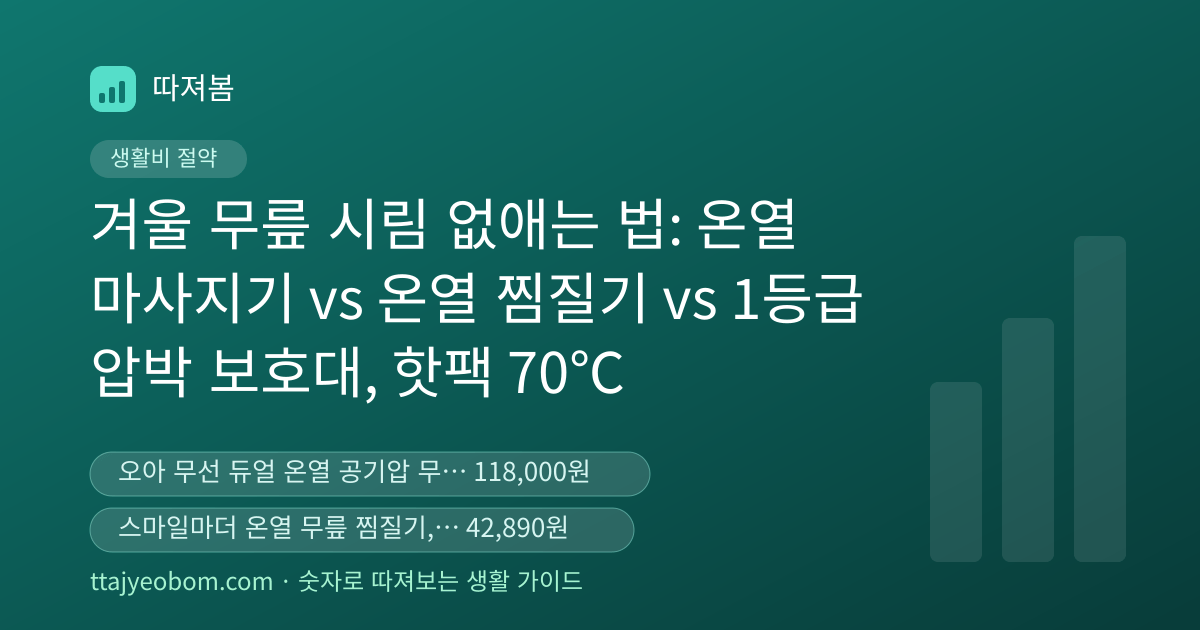 따져봄
생활비 절약
겨울 무릎 시림 없애는 법: 온열
마사지기 vs 온열 찜질기 vs 1등급
압박 보호대, 핫팩 70℃
오아 무선 듀얼 온열 공기압 무… 118,000원
스마일마더 온열 무릎 찜질기,… 42,890원
ttajyeobom.com · 숫자로 따져보는 생활 가이드